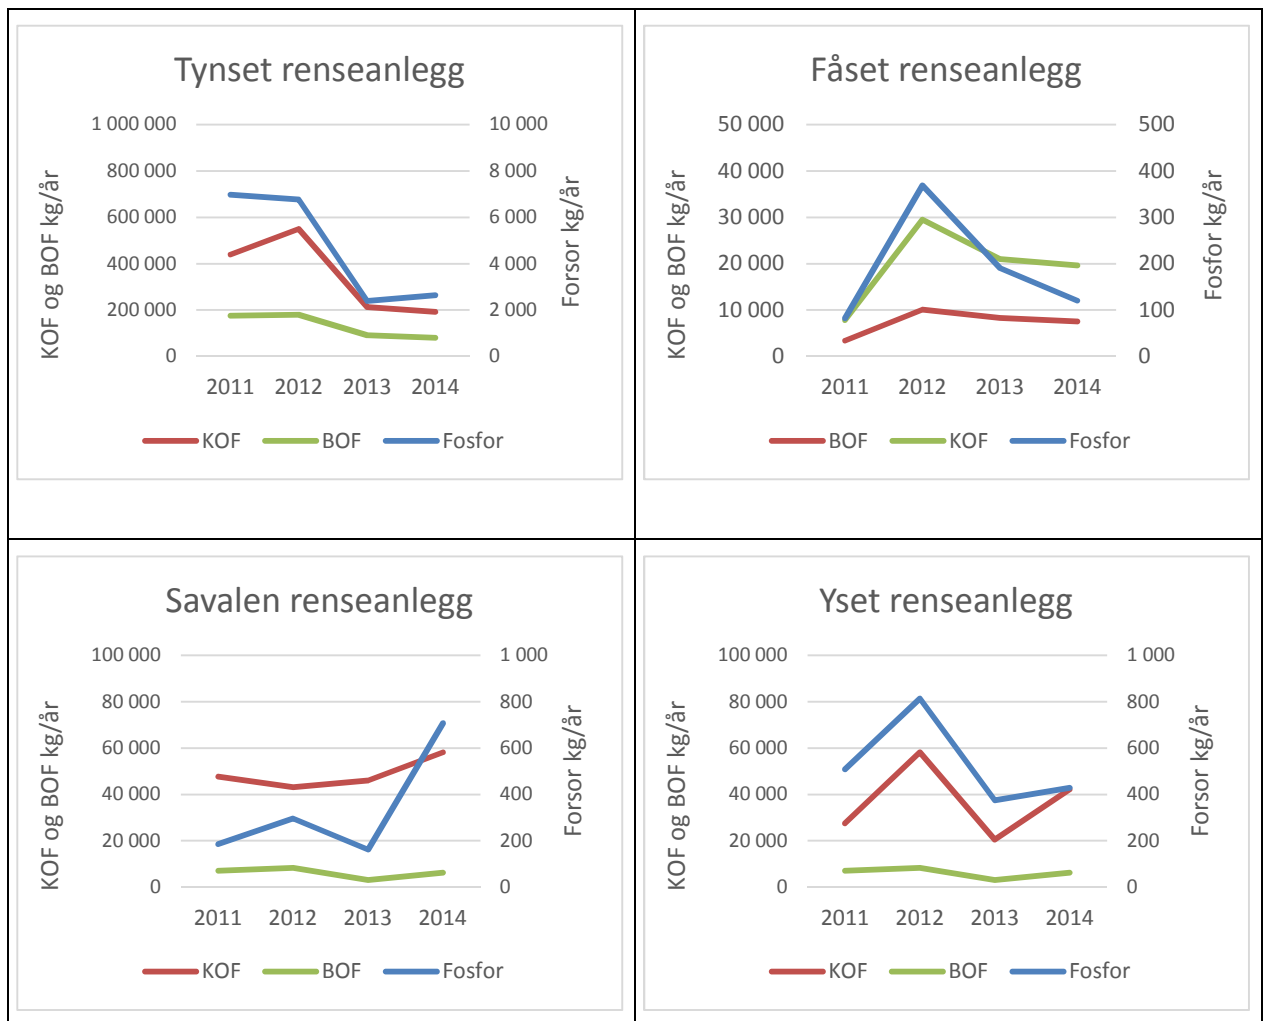 Tynset renseanlegg
KOF og BOF kg/år
1 000 000
800 000
600 000
400 000
200 000
0
10 000
8 000
6 000
4 000
2 000
0
Forsor kg/år
2011 2012 2013 2014
KOF BOF Fosfor
Fåset renseanlegg
KOF og BOF kg/år
50 000
40 000
30 000
20 000
10 000
0
500
400
300
200
100
0
Fosfor kg/år
2011 2012 2013 2014
BOF KOF Fosfor
Savalen renseanlegg
KOF og BOF kg/år
100 000
80 000
60 000
40 000
20 000
0
1 000
800
600
400
200
0
Forsor kg/år
2011 2012 2013 2014
KOF BOF Fosfor
Yset renseanlegg
KOF og BOF kg/år
100 000
80 000
60 000
40 000
20 000
0
1 000
800
600
400
200
0
Forsor kg/år
2011 2012 2013 2014
KOF BOF Fosfor